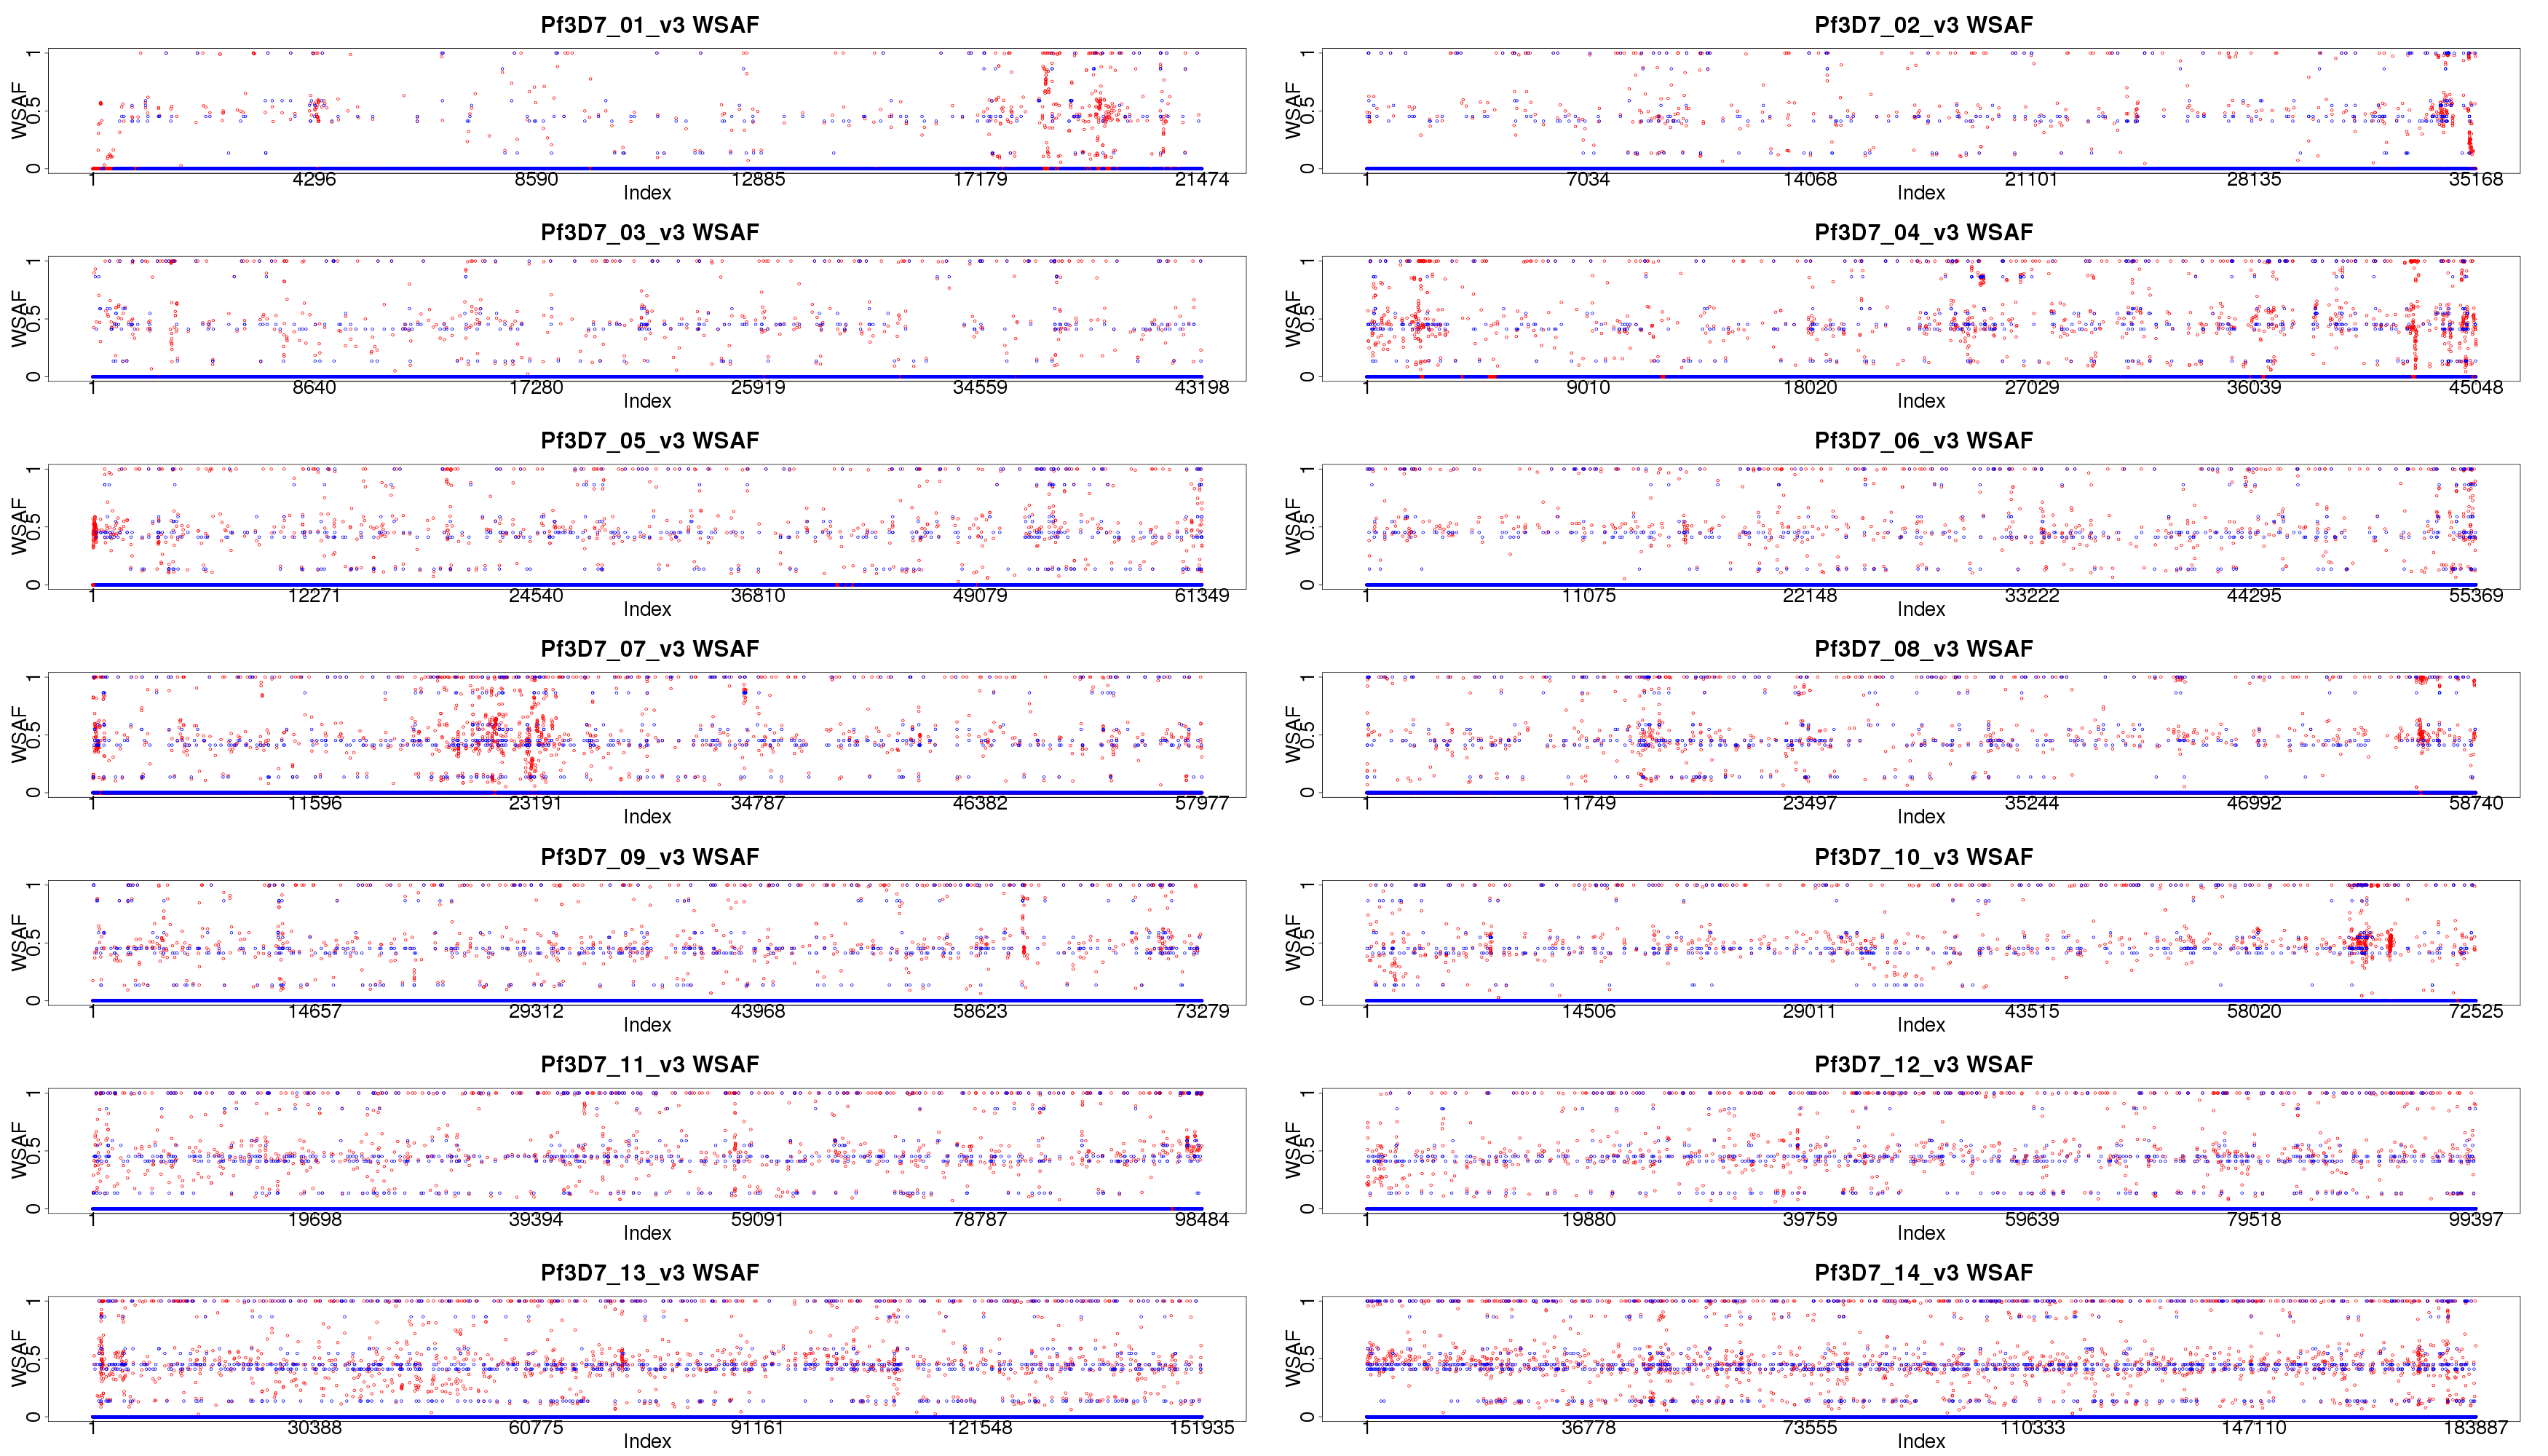 Pf3D7_01_v3 WSAF
WSAF
1
0.5
0
1 4296 8590 12885 17179 21474
Index
Pf3D7_02_v3 WSAF
WSAF
1
0.5
0
1 7034 14068 21101 28135 35168
Index
Pf3D7_03_v3 WSAF
WSAF
1
0.5
0
1 8640 17280 25919 34559 43198
Index
Pf3D7_04_v3 WSAF
WSAF
1
0.5
0
1 9010 18020 27029 36039 45048
Index
Pf3D7_05_v3 WSAF
WSAF
1
0.5
0
1 12271 24540 36810 49079 61349
Index
Pf3D7_06_v3 WSAF
WSAF
1
0.5
0
1 11075 22148 33222 44295 55369
Index
Pf3D7_07_v3 WSAF
WSAF
1
0.5
0
1 11596 23191 34787 46382 57977
Index
Pf3D7_08_v3 WSAF
WSAF
1
0.5
0
1 11749 23497 35244 46992 58740
Index
Pf3D7_09_v3 WSAF
WSAF
1
0.5
0
1 14657 29312 43968 58623 73279
Index
Pf3D7_10_v3 WSAF
WSAF
1
0.5
0
1 14506 29011 43515 58020 72525
Index
Pf3D7_11_v3 WSAF
WSAF
1
0.5
0
1 19698 39394 59091 78787 98484
Index
Pf3D7_12_v3 WSAF
WSAF
1
0.5
0
1 19880 39759 59639 79518 99397
Index
Pf3D7_13_v3 WSAF
WSAF
1
0.5
0
1 30388 60775 91161 121548 151935
Index
Pf3D7_14_v3 WSAF
WSAF
1
0.5
0
1 36778 73555 110333 147110 183887
Index